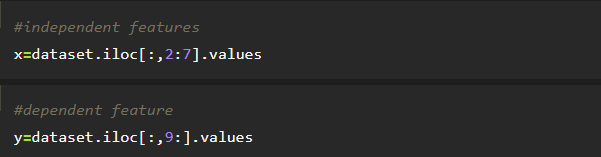 #independent features
x=dataset.iloc[:,2:7].values
#dependent feature
y=dataset.iloc[:,9:].values